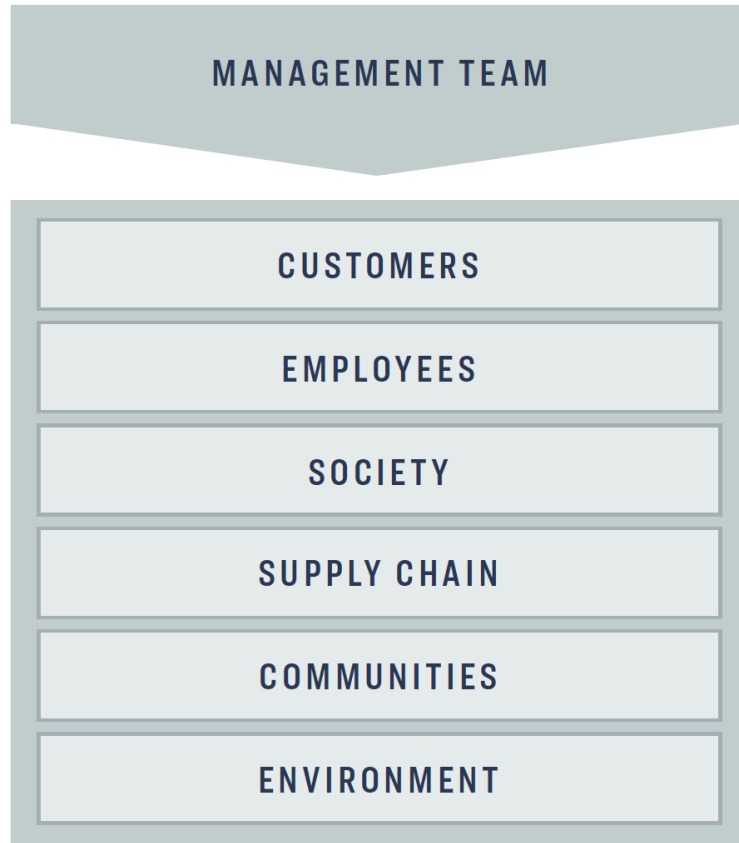 MANAGEMENT TEAM
CUSTOMERS
EMPLOYEES
SOCIETY
SUPPLY CHAIN
COMMUNITIES
ENVIRONMENT